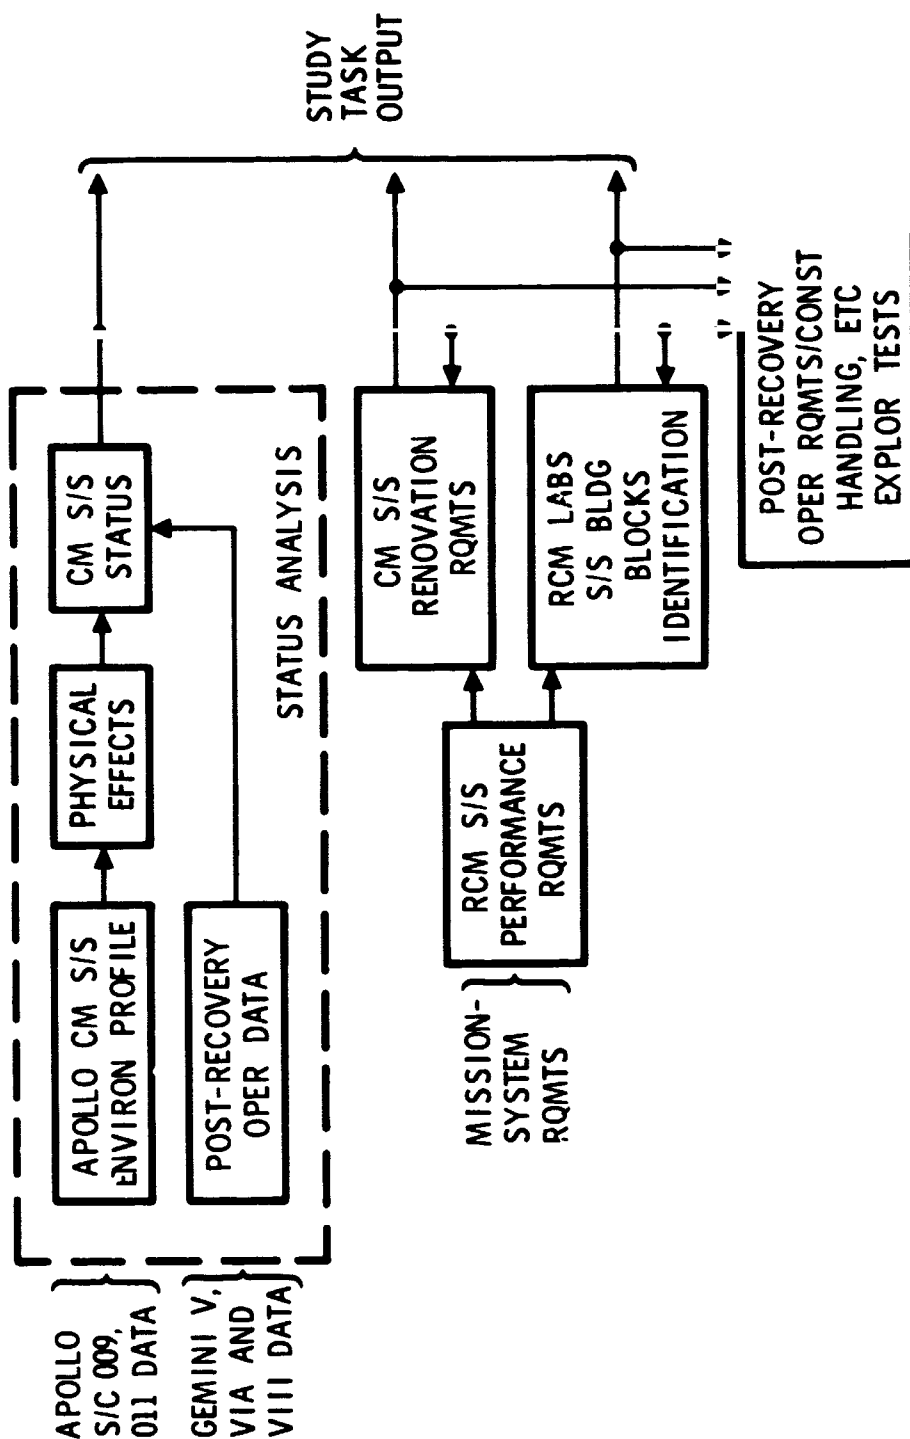 APOLLO
S/C 009,
011 DATA
GEMINI V,
VIA AND
VIII DATA
APOLLO CM S/S
ENVIRON PROFILE
PHYSICAL
EFFECTS
CM S/S
STATUS
POST-RECOVERY
OPER DATA
STATUS ANALYSIS
MISSION-
SYSTEM
RQMTS
RCM S/S
PERFORMANCE
RQMTS
CM S/S
RENOVATION
RQMTS
RCM LABS
S/S BLDG
BLOCKS
IDENTIFICATION
STUDY
TASK
OUTPUT
POST-RECOVERY
OPER RQMTS/CONST
HANDLING, ETC
EXPLOR TESTS